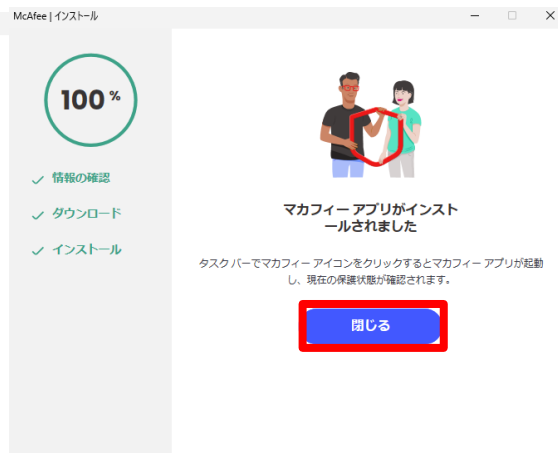 McAfee | インストール
100 %
情報の確認
ダウンロード
インストール
マカフィー アプリがインスト
ールされました
タスク バーでマカフィー アイコンをクリックするとマカフィー アプリが起動
し、現在の保護状態が確認されます。
閉じる